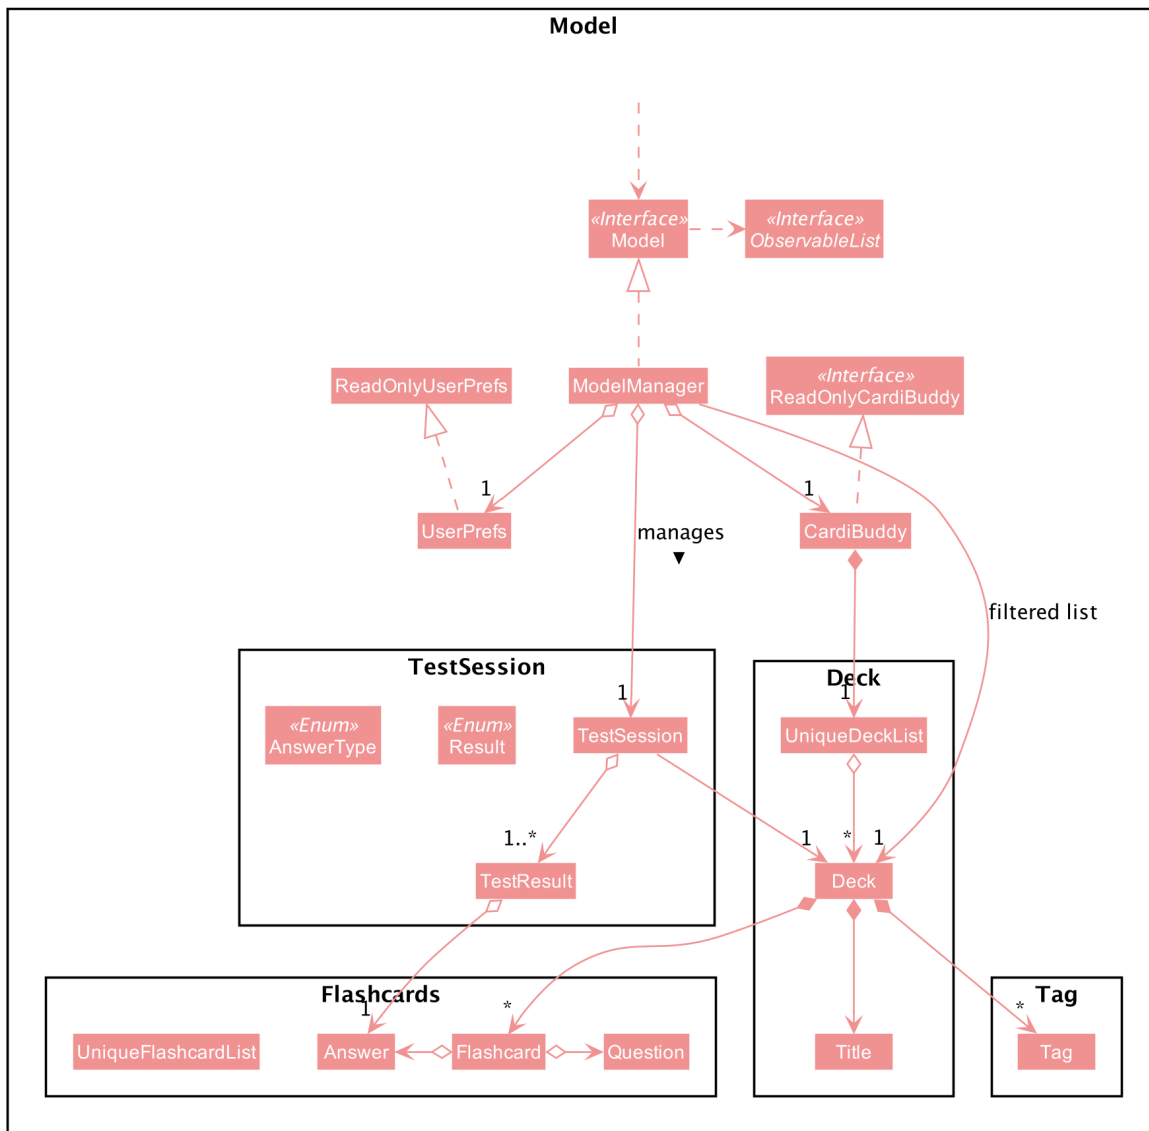 Model
«Interface»
Model
«Interface»
ObservableList
ReadOnlyUserPrefs
ModelManager
«Interface»
ReadOnlyCardiBuddy
1
1
UserPrefs
manages
▼
CardiBuddy
filtered list
TestSession
Deck
1
1
«Enum»
AnswerType
«Enum»
Result
TestSession
UniqueDeckList
1..*
1
*
1
TestResult
Deck
Flashcards
Tag
1
*
*
UniqueFlashcardList
Answer
Flashcard
Question
Title
Tag